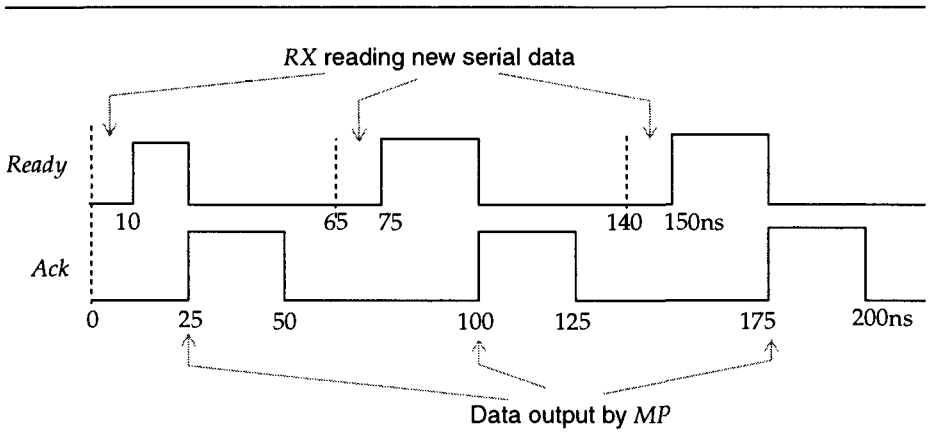 RX reading new serial data
Ready
10
65
75
140
150ns
Ack
0
25
50
100
125
175
200ns
Data output by MP